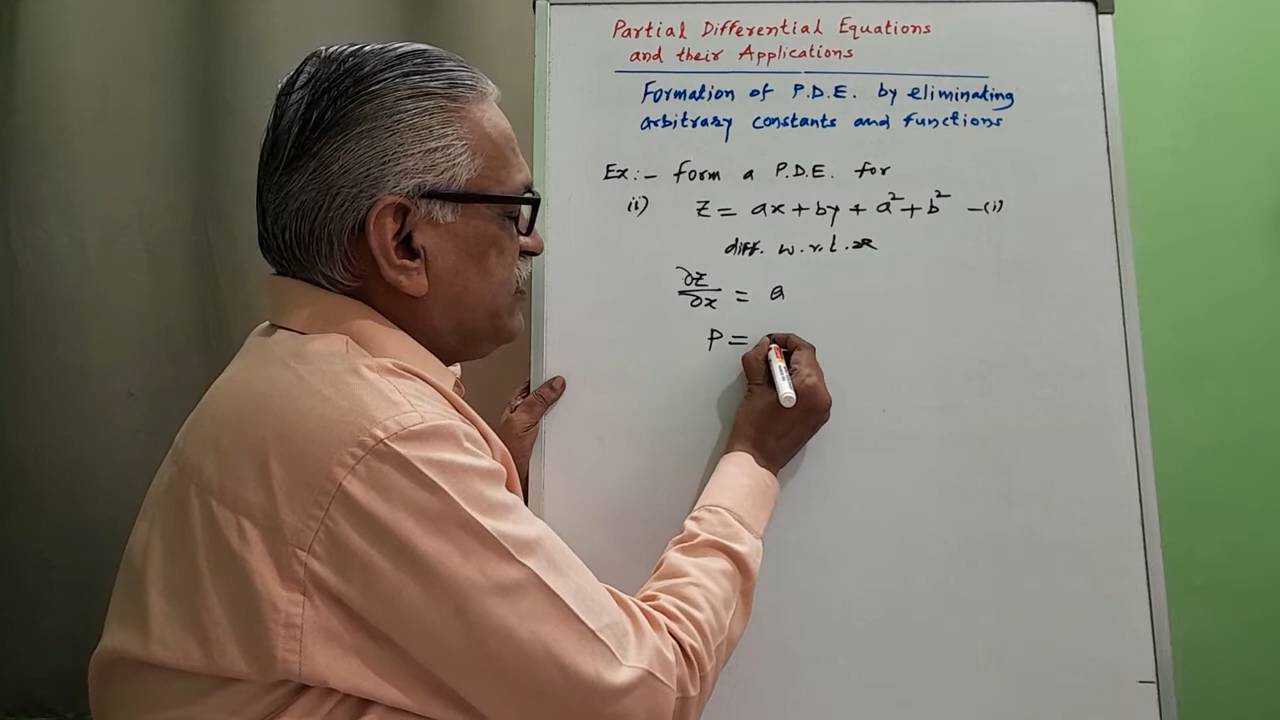 Partial Differential Equations
and their Applications
Formation of P.D.E. by eliminating
arbitrary constants and functions
Ex:- form a P.D.E. for
ii) Z = ax + by + a² + b² —(i)
diff. w.r.t. x
∂z/∂x = a
P =